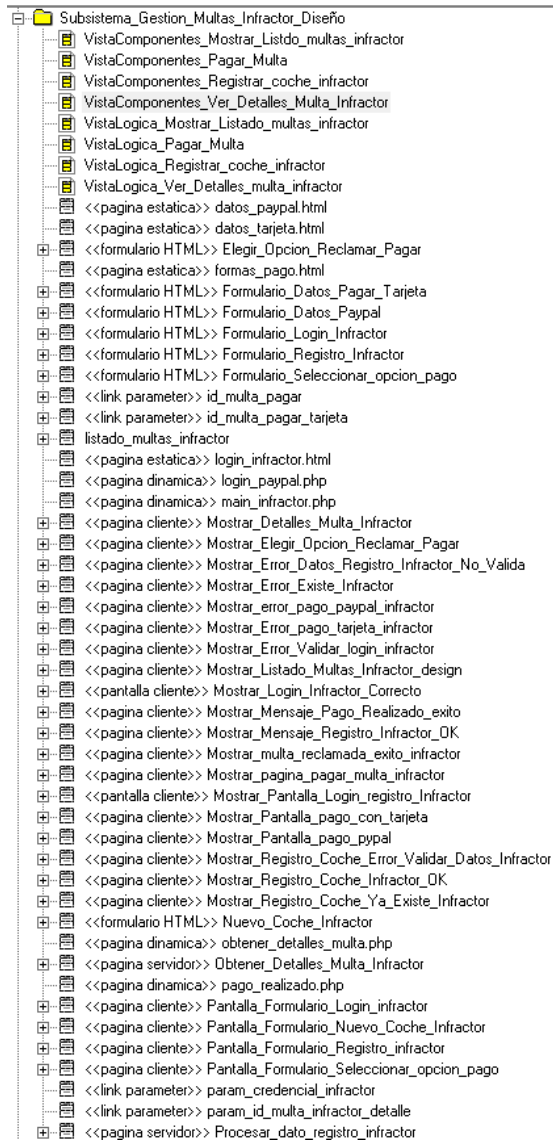 Subsistema_Gestion_Multas_Infractor_Diseño
VistaComponentes_Mostrar_Listdo_multas_infractor
VistaComponentes_Pagar_Multa
VistaComponentes_Registrar_coche_infractor
VistaComponentes_Ver_Detalles_Multa_Infractor
VistaLogica_Mostrar_Listado_multas_infractor
VistaLogica_Pagar_Multa
VistaLogica_Registrar_coche_infractor
VistaLogica_Ver_Detalles_multa_infractor
<<pagina estatica>> datos_paypal.html
<<pagina estatica>> datos_tarjeta.html
<<formulario HTML>> Elegir_Opcion_Reclamar_Pagar
<<pagina estatica>> formas_pago.html
<<formulario HTML>> Formulario_Datos_Pagar_Tarjeta
<<formulario HTML>> Formulario_Datos_Paypal
<<formulario HTML>> Formulario_Login_Infractor
<<formulario HTML>> Formulario_Registro_Infractor
<<formulario HTML>> Formulario_Seleccionar_opcion_pago
<<link parameter>> id_multa_pagar
<<link parameter>> id_multa_pagar_tarjeta
listado_multas_infractor
<<pagina estatica>> login_infractor.html
<<pagina dinamica>> login_paypal.php
<<pagina dinamica>> main_infractor.php
<<pagina cliente>> Mostrar_Detalles_Multa_Infractor
<<pagina cliente>> Mostrar_Elegir_Opcion_Reclamar_Pagar
<<pagina cliente>> Mostrar_Error_Datos_Registro_Infractor_No_Valida
<<pagina cliente>> Mostrar_Error_Existe_Infractor
<<pagina cliente>> Mostrar_error_pago_paypal_infractor
<<pagina cliente>> Mostrar_Error_pago_tarjeta_infractor
<<pagina cliente>> Mostrar_Error_Validar_login_infractor
<<pagina cliente>> Mostrar_Listado_Multas_Infractor_design
<<pantalla cliente>> Mostrar_Login_Infractor_Correcto
<<pagina cliente>> Mostrar_Mensaje_Pago_Realizado_exito
<<pagina cliente>> Mostrar_Mensaje_Registro_Infractor_OK
<<pagina cliente>> Mostrar_multa_reclamada_exito_infractor
<<pagina cliente>> Mostrar_pagina_pagar_multa_infractor
<<pantalla cliente>> Mostrar_Pantalla_Login_registro_Infractor
<<pagina cliente>> Mostrar_Pantalla_pago_con_tarjeta
<<pagina cliente>> Mostrar_Pantalla_pago_pypal
<<pagina cliente>> Mostrar_Registro_Coche_Error_Validar_Datos_Infractor
<<pagina cliente>> Mostrar_Registro_Coche_Infractor_OK
<<pagina cliente>> Mostrar_Registro_Coche_Ya_Existe_Infractor
<<formulario HTML>> Nuevo_Coche_Infractor
<<pagina dinamica>> obtener_detalles_multa.php
<<pagina servidor>> Obtener_Detalles_Multa_Infractor
<<pagina dinamica>> pago_realizado.php
<<pagina cliente>> Pantalla_Formulario_Login_infractor
<<pagina cliente>> Pantalla_Formulario_Nuevo_Coche_Infractor
<<pagina cliente>> Pantalla_Formulario_Registro_infractor
<<pagina cliente>> Pantalla_Formulario_Seleccionar_opcion_pago
<<link parameter>> param_credencial_infractor
<<link parameter>> param_id_multa_infractor_detalle
<<pagina servidor>> Procesar_dato_registro_infractor